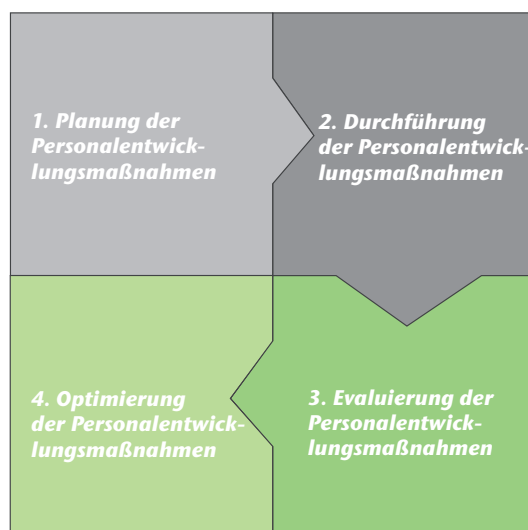 1. Planung der
Personalentwick-
lungsmaßnahmen
2. Durchführung
der Personalentwick-
lungsmaßnahmen
3. Evaluierung der
Personalentwick-
lungsmaßnahmen
4. Optimierung
der Personalentwick-
lungsmaßnahmen